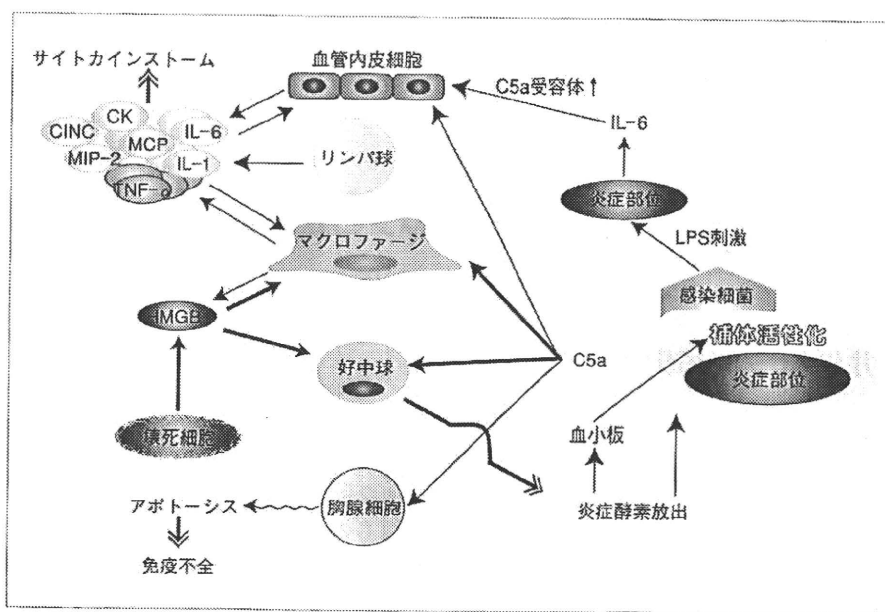 サイトカインストーム
血管内皮細胞
C5a受容体↑
CK
CINC
IL-6
MCP
MIP-2
IL-1
TNF-α
リンパ球
IL-6
炎症部位
LPS刺激
マクロファージ
感染細菌
HMGB
補体活性化
好中球
C5a
炎症部位
壊死細胞
血小板
アポトーシス
胸腺細胞
炎症酵素放出
免疫不全